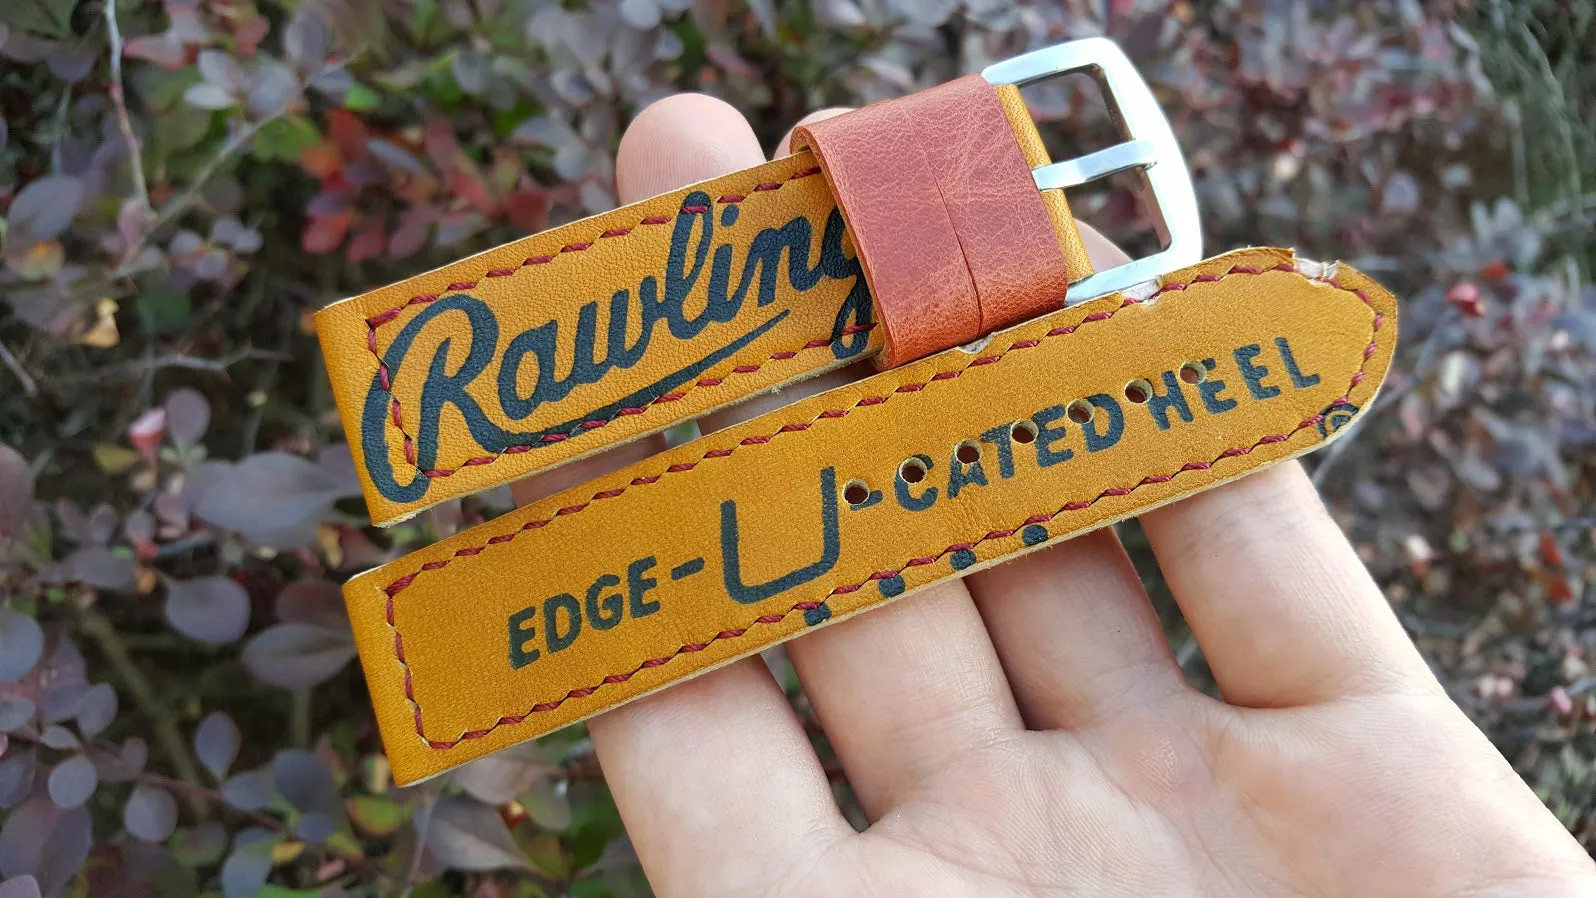 Rawling
EDGE-U-CATED HEEL
®